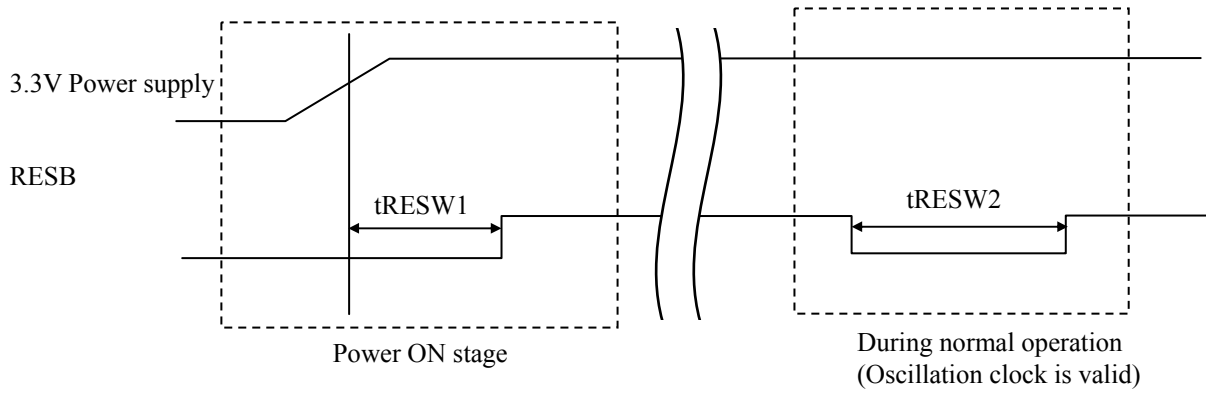 3.3V Power supply
RESB
tRESW1
tRESW2
Power ON stage
During normal operation
(Oscillation clock is valid)